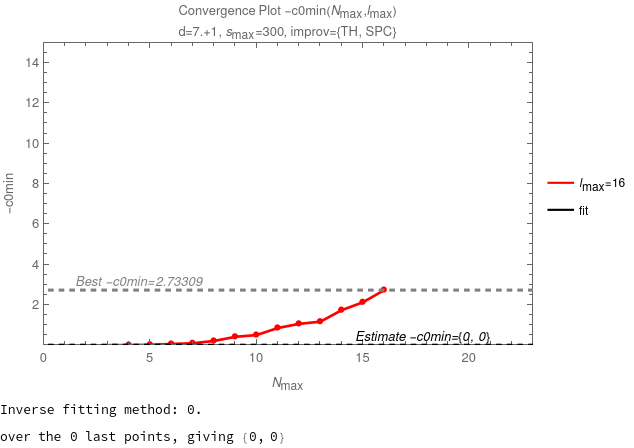 Convergence Plot -c0min(Nmax,lmax)
d=7.+1, smax=300, improv={TH, SPC}
14
12
10
8
6
4
2
-c0min
Best -c0min=2.73309
Estimate -c0min={0, 0}
0
5
10
15
20
Nmax
lmax=16
fit
Inverse fitting method: 0.
over the 0 last points, giving {0, 0}